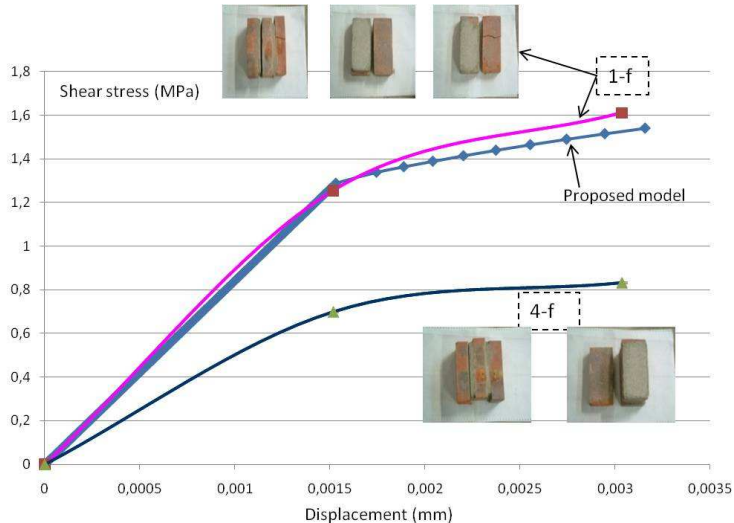 1,8
Shear stress (MPa)
1-f
1,6
1,4
Proposed model
1,2
1
0,8
4-f
0,6
0,4
0,2
0
0 0,0005 0,001 0,0015 0,002 0,0025 0,003 0,0035
Displacement (mm)